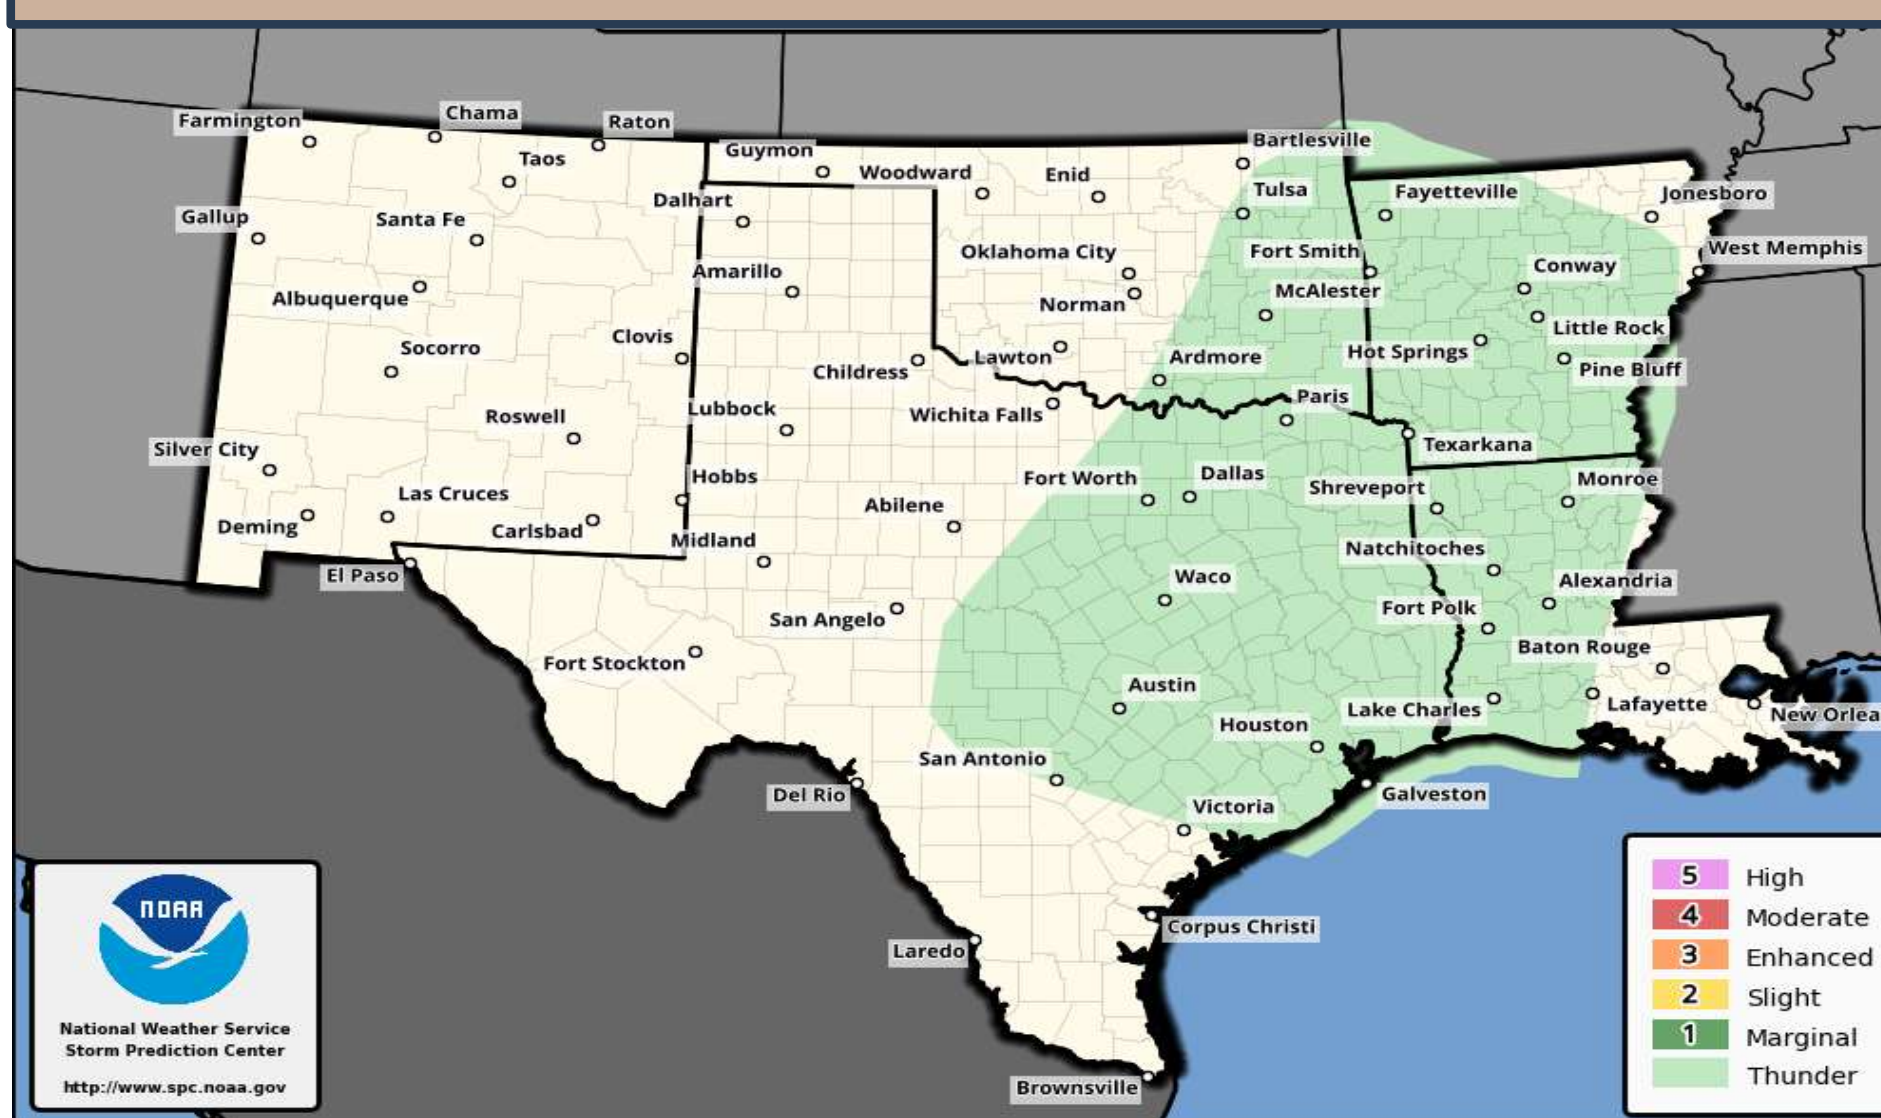 Farmington
Chama
Raton
Taos
Guymon
Woodward
Enid
Bartlesville
Tulsa
Fayetteville
Jonesboro
Gallup
Santa Fe
Dalhart
Oklahoma City
Fort Smith
Conway
West Memphis
Albuquerque
Amarillo
Norman
McAlester
Little Rock
Socorro
Clovis
Childress
Lawton
Ardmore
Hot Springs
Pine Bluff
Roswell
Lubbock
Wichita Falls
Paris
Texarkana
Silver City
Las Cruces
Hobbs
Fort Worth
Dallas
Shreveport
Monroe
Deming
Carlsbad
Midland
Abilene
Natchitoches
El Paso
San Angelo
Waco
Alexandria
Fort Polk
Fort Stockton
Baton Rouge
Austin
Houston
Lake Charles
Lafayette
New Orlea
San Antonio
Del Rio
Victoria
Galveston
Laredo
Corpus Christi
Brownsville
NOAA
National Weather Service
Storm Prediction Center
http://www.spc.noaa.gov
5 High
4 Moderate
3 Enhanced
2 Slight
1 Marginal
Thunder